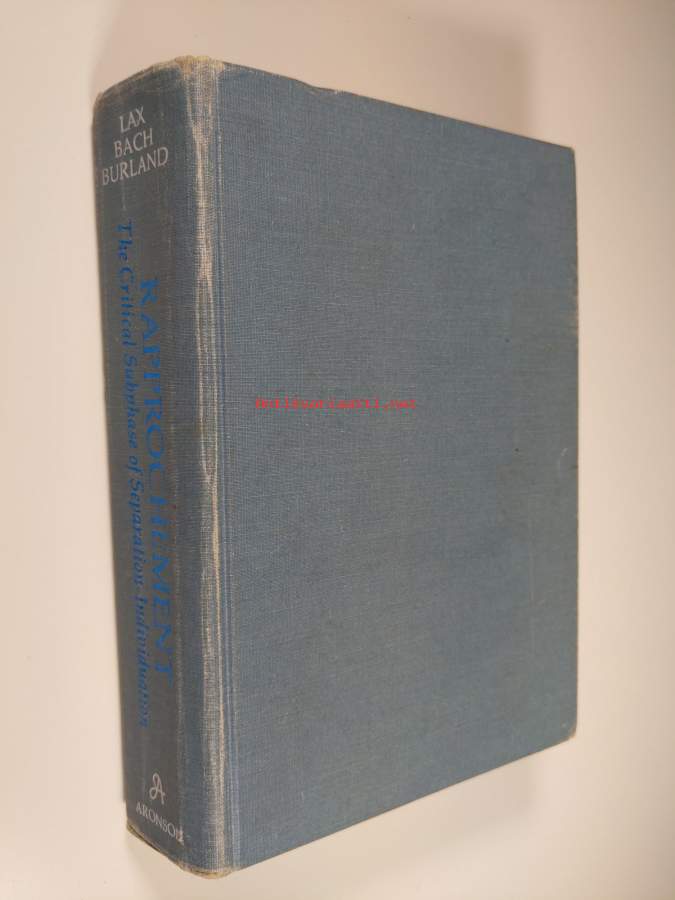 LAX
BACH
BURLAND
RAPPROCHEMENT
The Critical Subphase of Separation-Individuation
ARONSON